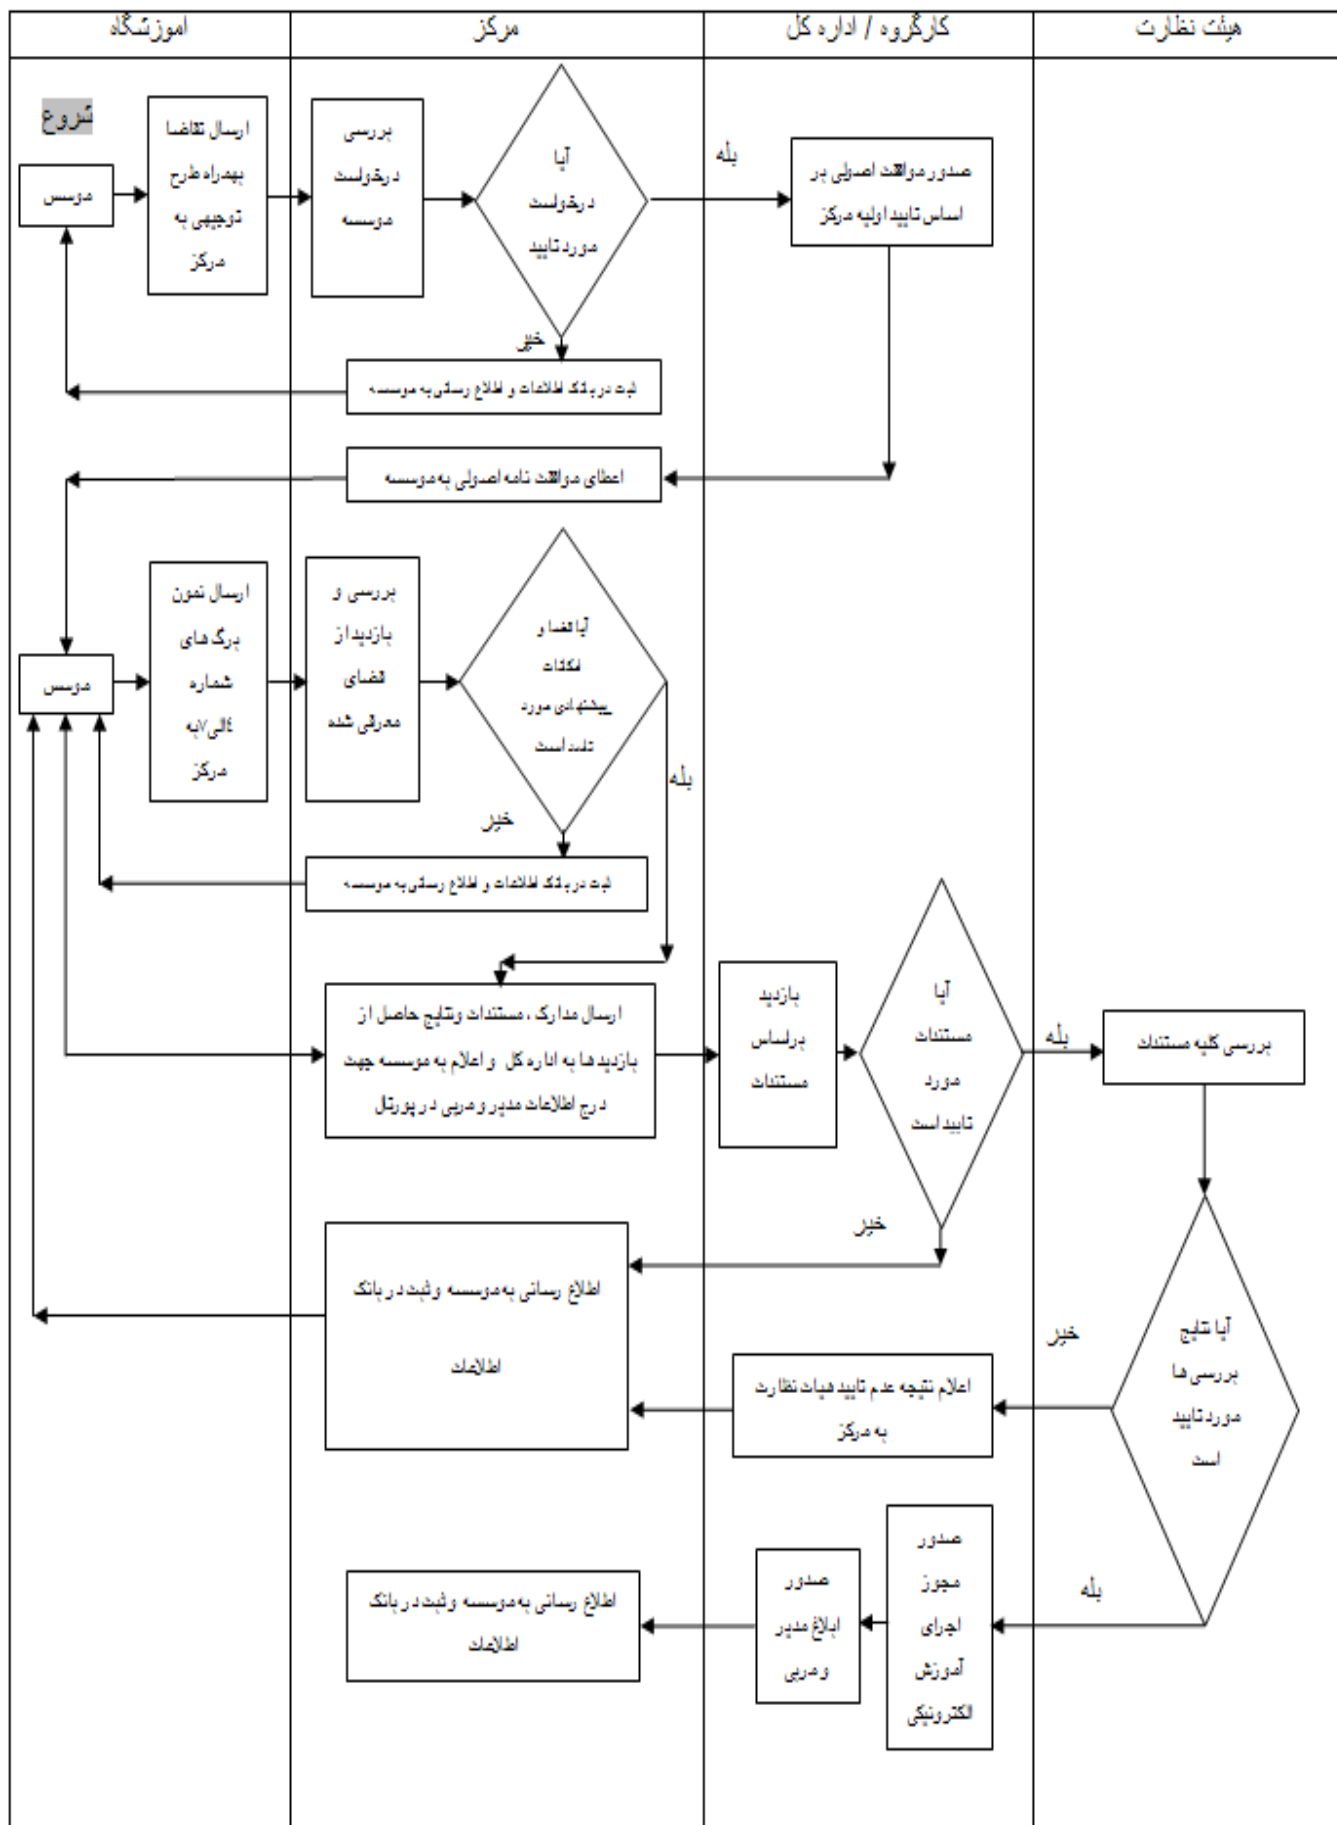 اموزشگاه
مرکز
کارگروه / اداره کل
هیئت نظارت
شروع
موسس
ارسال تقاضا
بهمراه طرح
توجیهی به
مرکز
بررسی
درخواست
موسسه
آیا
درخواست
مورد تایید
بله
صدور موافقت اصولی بر
اساس تایید اولیه مرکز
خیر
ثبت در بانک اطلاعات و اطلاع رسانی به موسسه
اعطای موافقت نامه اصولی به موسسه
موسس
ارسال نمون
برگ های
شماره
٤الی٧به
مرکز
بررسی و
بازدید از
فضای
معرفی شده
آیا فضا و
امکانات
پیشنهادی مورد
تایید است
بله
خیر
ثبت در بانک اطلاعات و اطلاع رسانی به موسسه
ارسال مدارک ، مستندات ونتایج حاصل از
بازدید ها به اداره کل و اعلام به موسسه جهت
درج اطلاعات مدیر و مربی در پورتال
بازدید
براساس
مستندات
آیا
مستندات
مورد
تایید است
بله
بررسی کلیه مستندات
خیر
اطلاع رسانی به موسسه و ثبت در بانک
اطلاعات
آیا نتایج
بررسی ها
مورد تایید
است
خیر
اعلام نتیجه عدم تایید هیات نظارت
به مرکز
بله
صدور
مجوز
اجرای
آموزش
الکترونیکی
صدور
ابلاغ مدیر
و مربی
اطلاع رسانی به موسسه و ثبت در بانک
اطلاعات